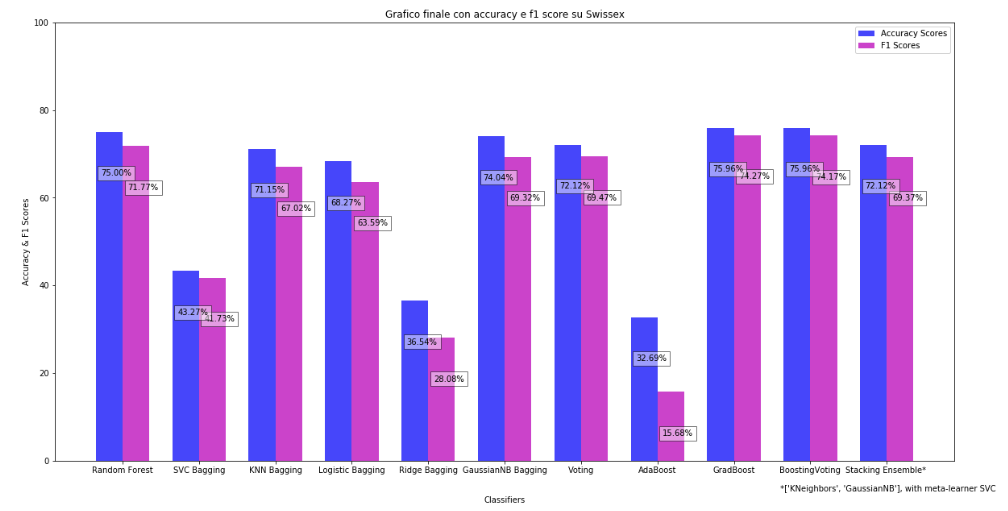 Grafico finale con accuracy e f1 score su Swissex
Accuracy Scores
F1 Scores
Accuracy & F1 Scores
100
80
60
40
20
0
75.00%
71.77%
43.27%
41.73%
71.15%
67.02%
68.27%
63.59%
36.54%
28.08%
74.04%
69.32%
72.12%
69.47%
32.69%
15.68%
75.96%
74.27%
75.96%
74.17%
72.12%
69.37%
Random Forest
SVC Bagging
KNN Bagging
Logistic Bagging
Ridge Bagging
GaussianNB Bagging
Voting
AdaBoost
GradBoost
BoostingVoting
Stacking Ensemble*
*['KNeighbors', 'GaussianNB'], with meta-learner SVC
Classifiers